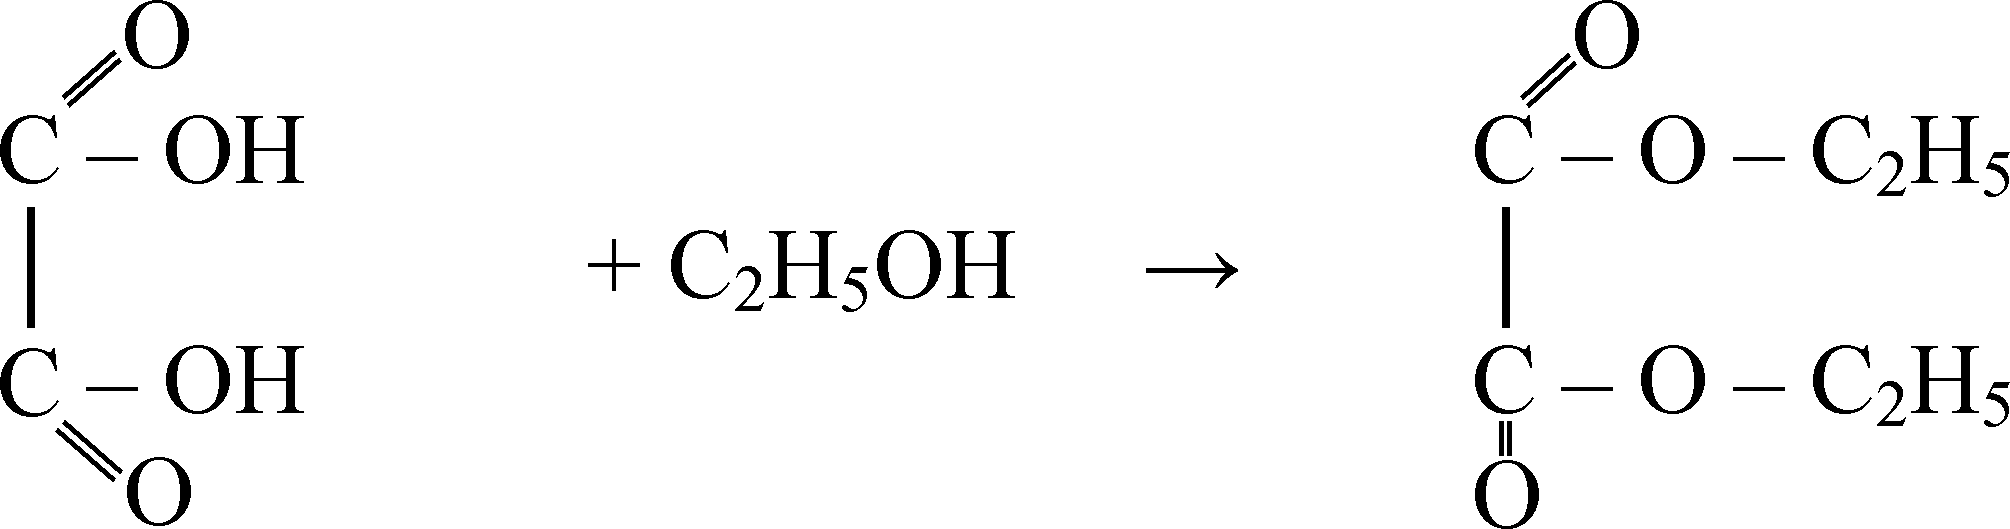 O O
C – OH C – O – C₂H₅
+ C₂H₅OH →
C – OH C – O – C₂H₅
O O